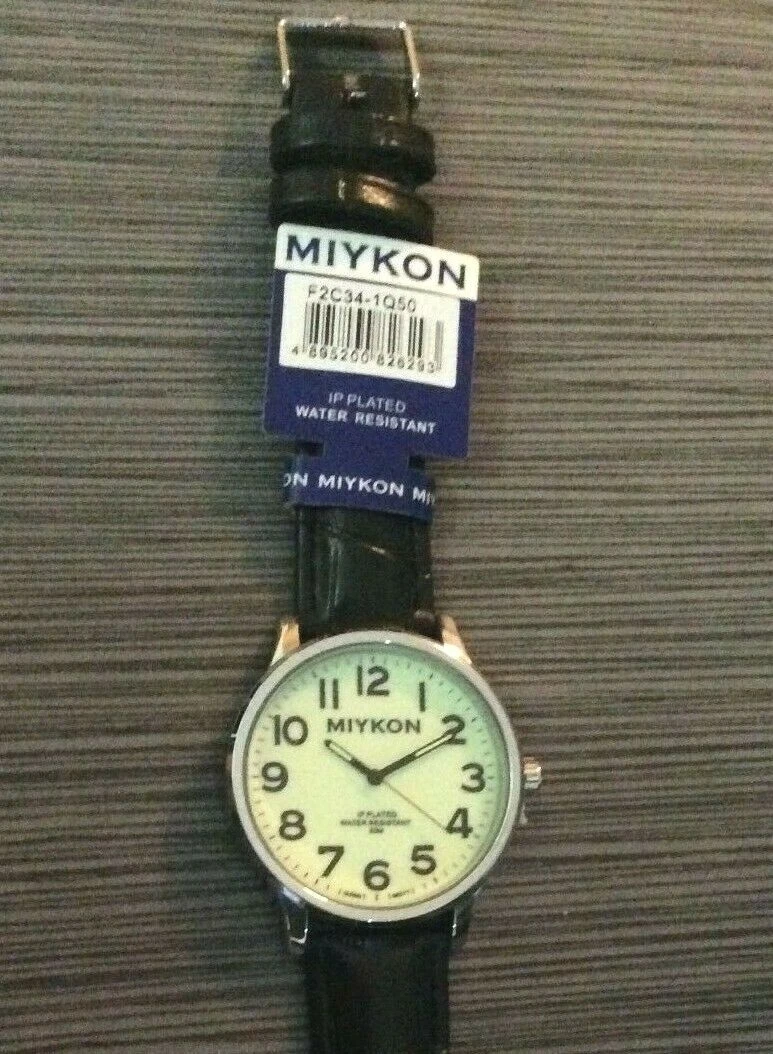 MIYKON
F2C34-1Q50
4 895200 826293
IP PLATED
WATER RESISTANT
ON MIYKON MIY
12
11 1
MIYKON
10 2
9 3
IP PLATED
WATER RESISTANT
8 4
7 5
6